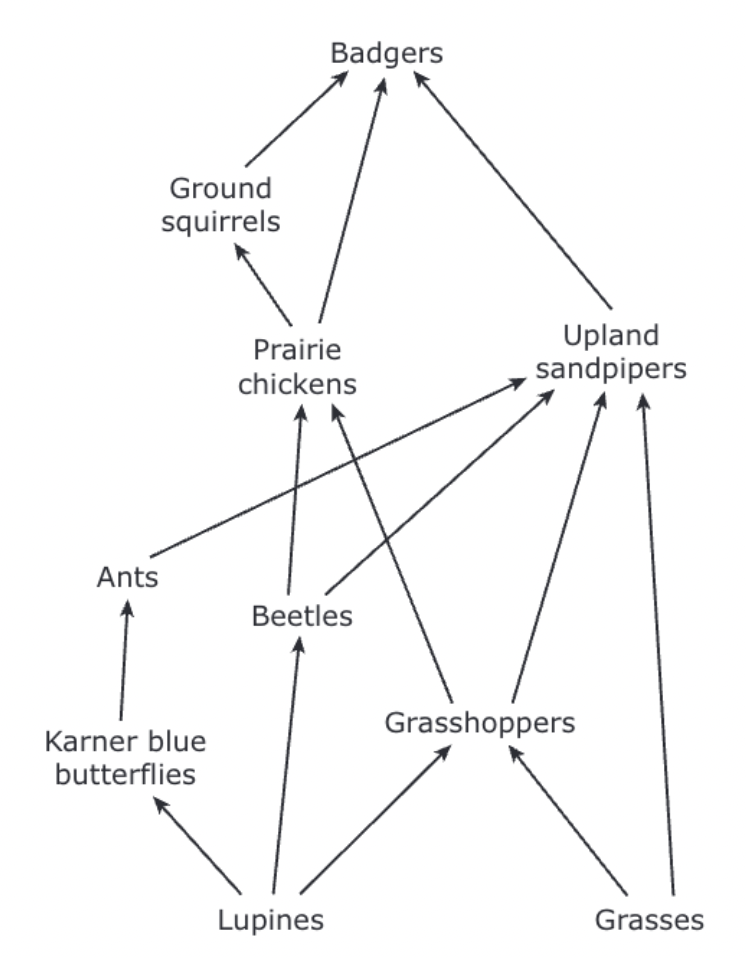 Badgers
Ground
squirrels
Prairie
chickens
Upland
sandpipers
Ants
Beetles
Grasshoppers
Karner blue
butterflies
Lupines
Grasses